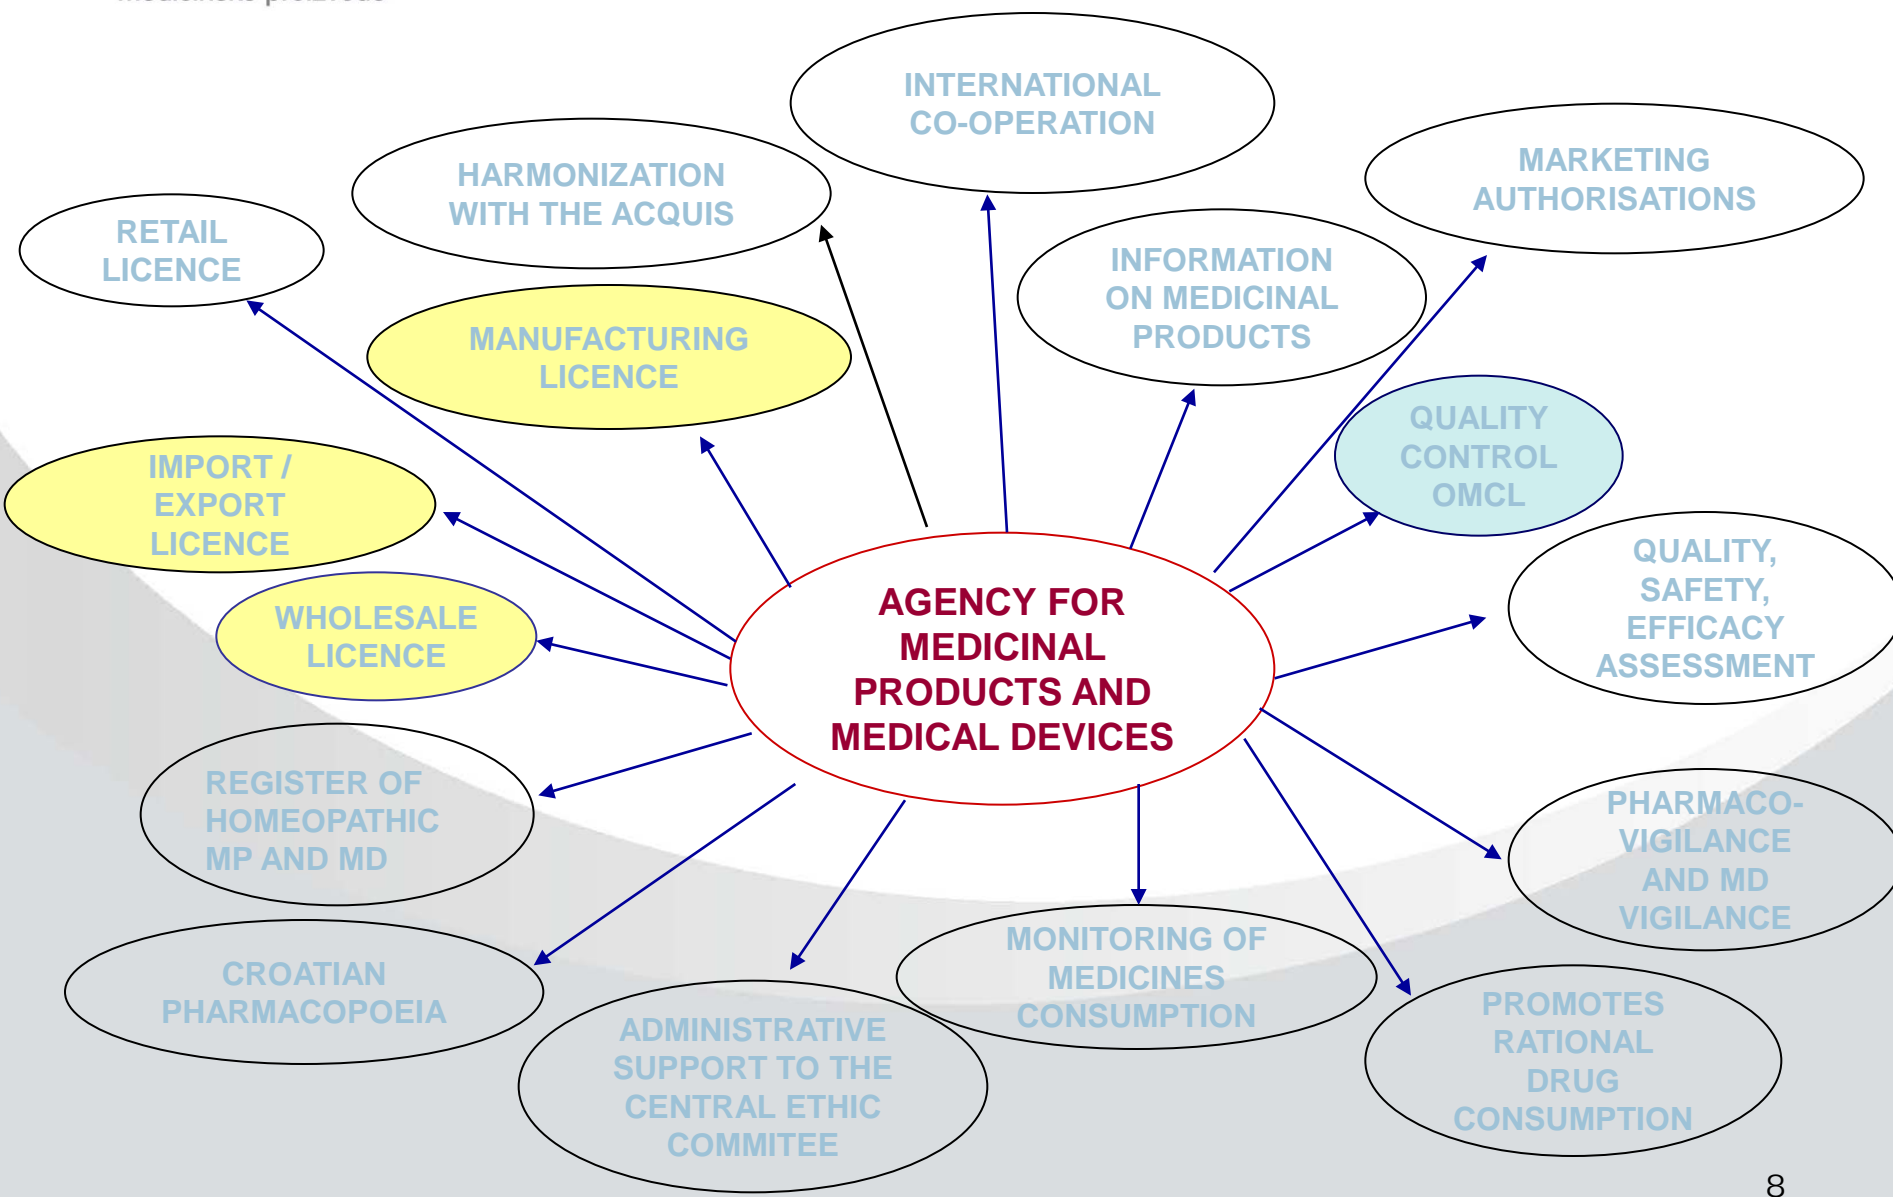 INTERNATIONAL
CO-OPERATION
HARMONIZATION
WITH THE ACQUIS
MARKETING
AUTHORISATIONS
RETAIL
LICENCE
INFORMATION
ON MEDICINAL
PRODUCTS
MANUFACTURING
LICENCE
QUALITY
CONTROL
OMCL
IMPORT /
EXPORT
LICENCE
QUALITY,
SAFETY,
EFFICACY
ASSESSMENT
WHOLESALE
LICENCE
AGENCY FOR
MEDICINAL
PRODUCTS AND
MEDICAL DEVICES
REGISTER OF
HOMEOPATHIC
MP AND MD
PHARMACO-
VIGILANCE
AND MD
VIGILANCE
CROATIAN
PHARMACOPOEIA
MONITORING OF
MEDICINES
CONSUMPTION
ADMINISTRATIVE
SUPPORT TO THE
CENTRAL ETHIC
COMMITEE
PROMOTES
RATIONAL
DRUG
CONSUMPTION
8